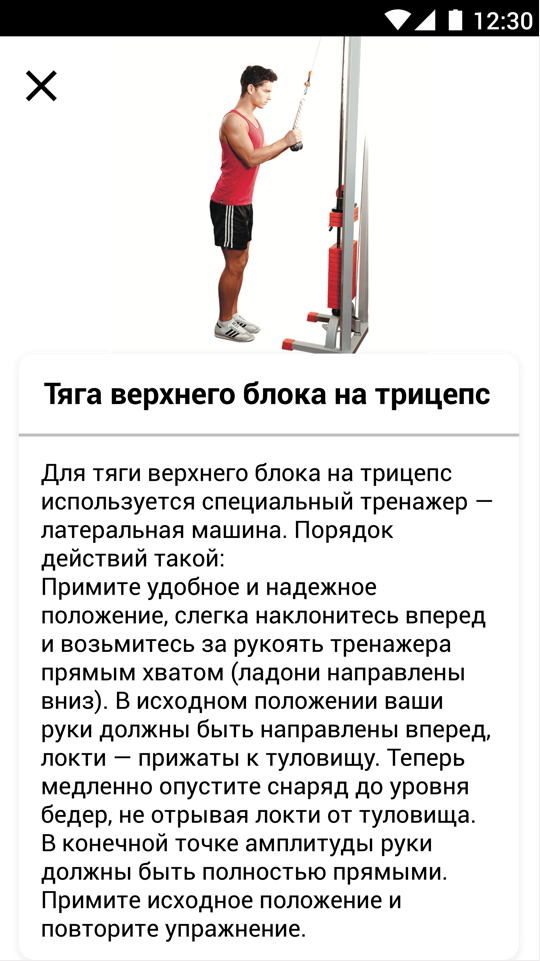 12:30
Тяга верхнего блока на трицепс
Для тяги верхнего блока на трицепс
используется специальный тренажер —
латеральная машина. Порядок
действий такой:
Примите удобное и надежное
положение, слегка наклонитесь вперед
и возьмитесь за рукоять тренажера
прямым хватом (ладони направлены
вниз). В исходном положении ваши
руки должны быть направлены вперед,
локти — прижаты к туловищу. Теперь
медленно опустите снаряд до уровня
бедер, не отрывая локти от туловища.
В конечной точке амплитуды руки
должны быть полностью прямыми.
Примите исходное положение и
повторите упражнение.